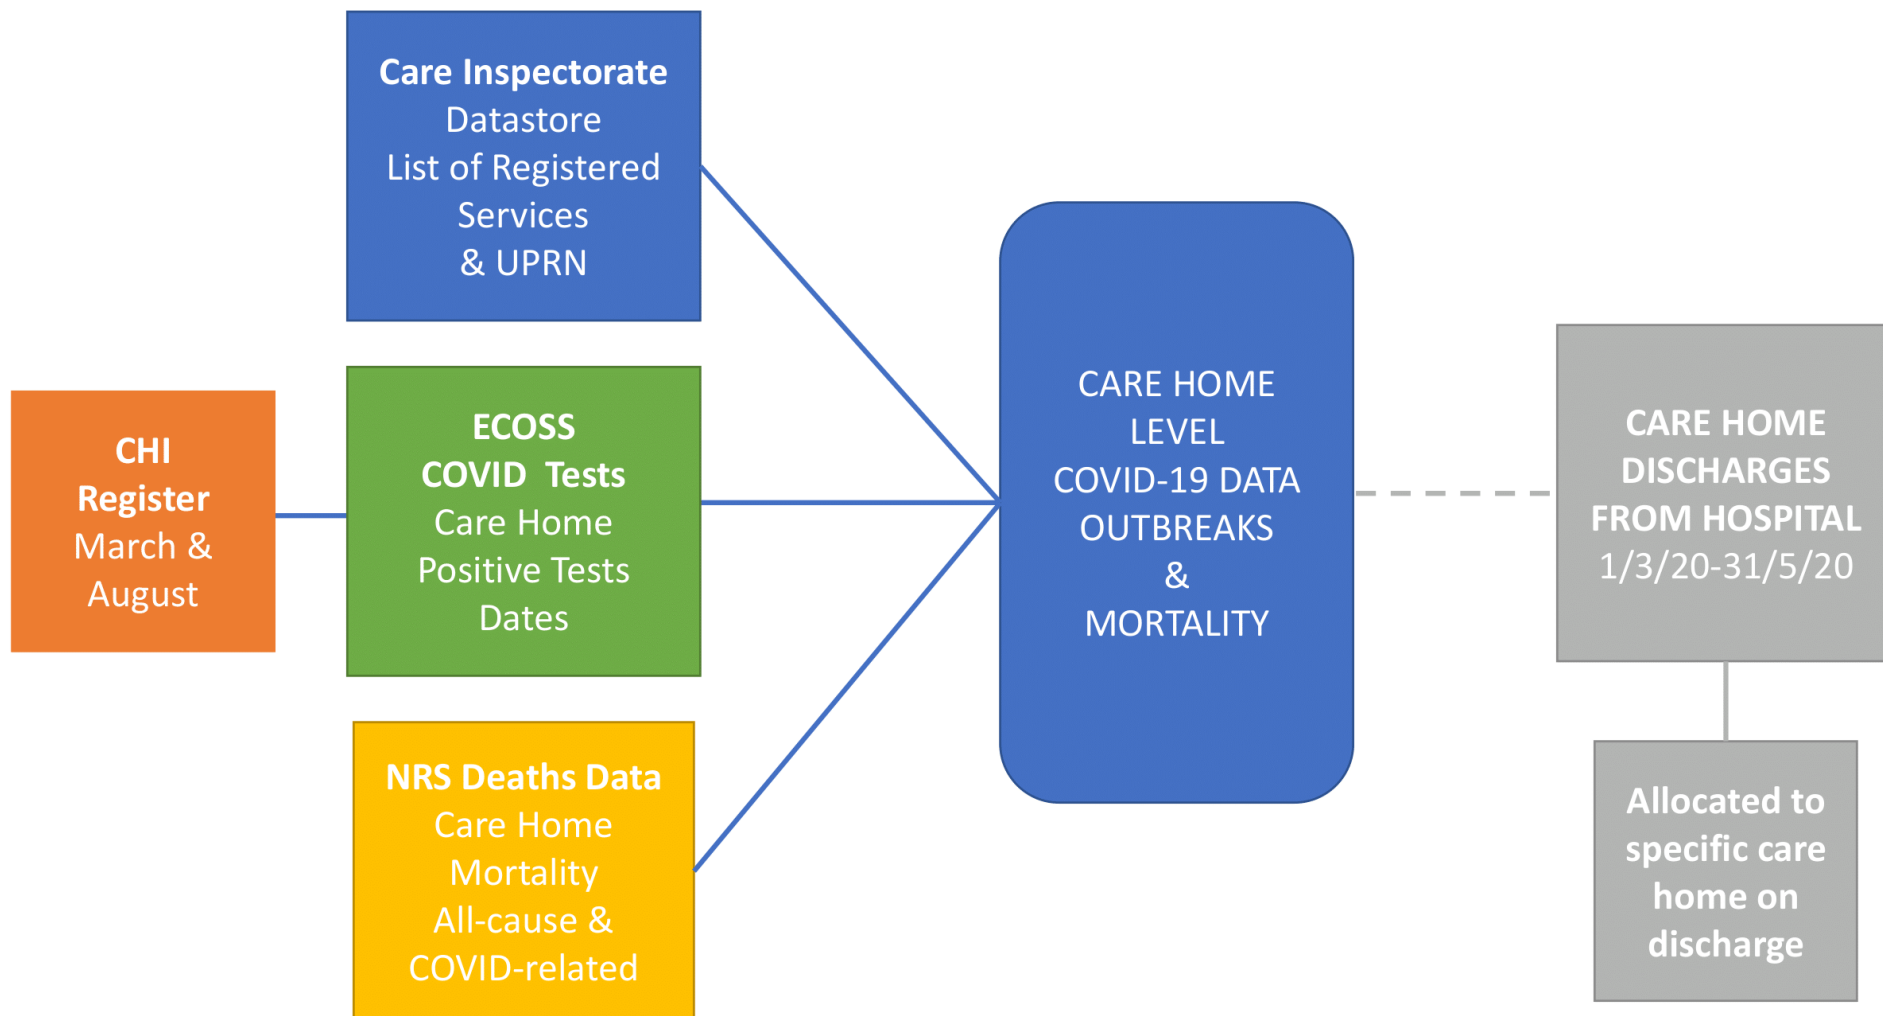 Care Inspectorate
Datastore
List of Registered
Services
& UPRN
CHI
Register
March &
August
ECOSS
COVID Tests
Care Home
Positive Tests
Dates
NRS Deaths Data
Care Home
Mortality
All-cause &
COVID-related
CARE HOME
LEVEL
COVID-19 DATA
OUTBREAKS
&
MORTALITY
CARE HOME
DISCHARGES
FROM HOSPITAL
1/3/20-31/5/20
Allocated to
specific care
home on
discharge